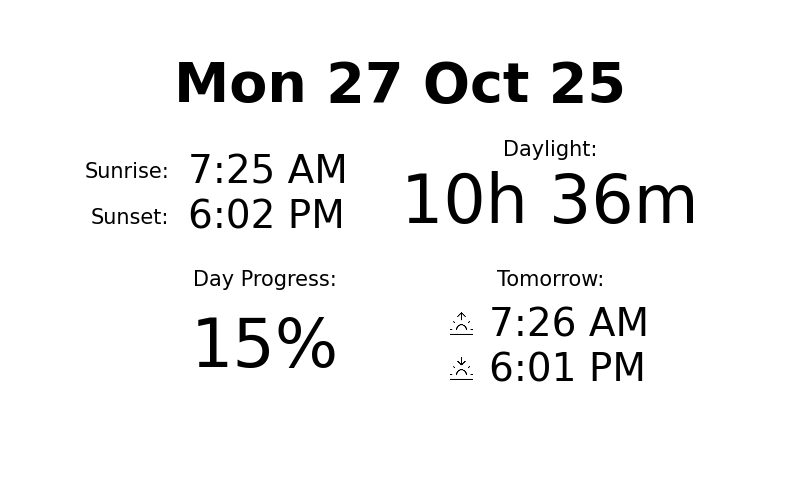 Mon 27 Oct 25
Sunrise: 7:25 AM
Sunset: 6:02 PM
Daylight:
10h 36m
Day Progress:
15%
Tomorrow:
7:26 AM
6:01 PM